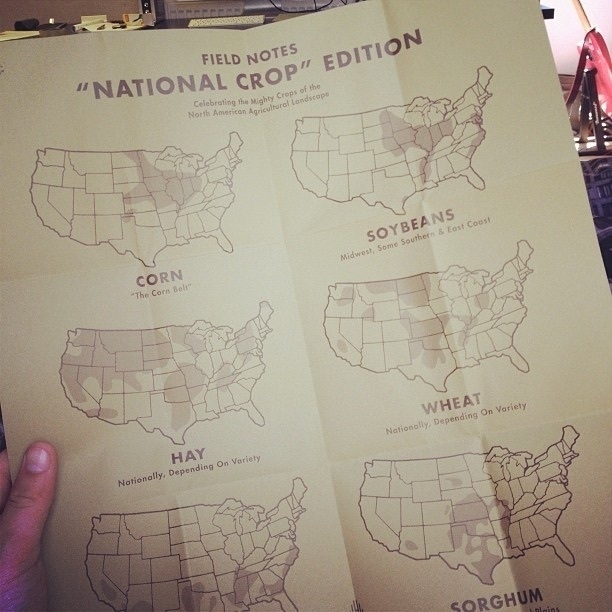 FIELD NOTES
"NATIONAL CROP" EDITION
Celebrating the Mighty Crops of the
North American Agricultural Landscape
CORN
"The Corn Belt"
SOYBEANS
Midwest, Some Southern & East Coast
HAY
Nationally, Depending On Variety
WHEAT
Nationally, Depending On Variety
SORGHUM
Plains